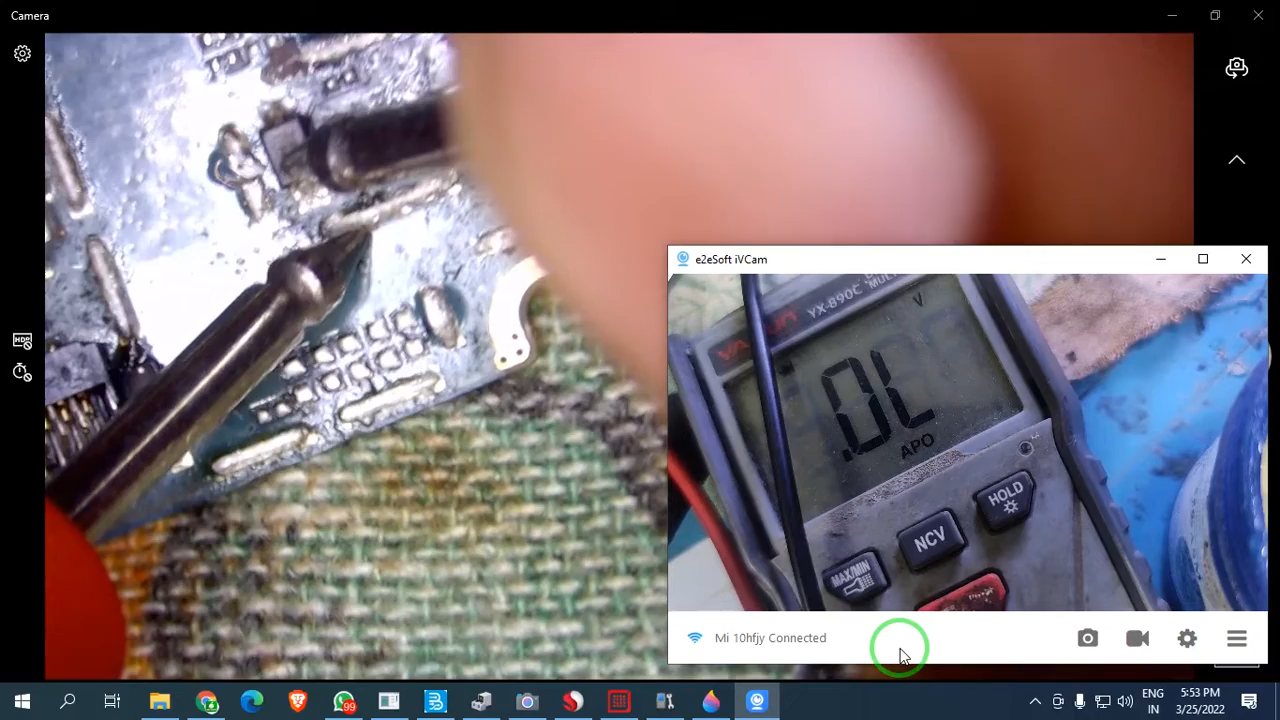 Camera
e2eSoft iVCam
YX-890C
V
.0L
APO
HOLD
NCV
MAX/MIN
Mi 10hfjy Connected
99
ENG
IN
5:53 PM
3/25/2022